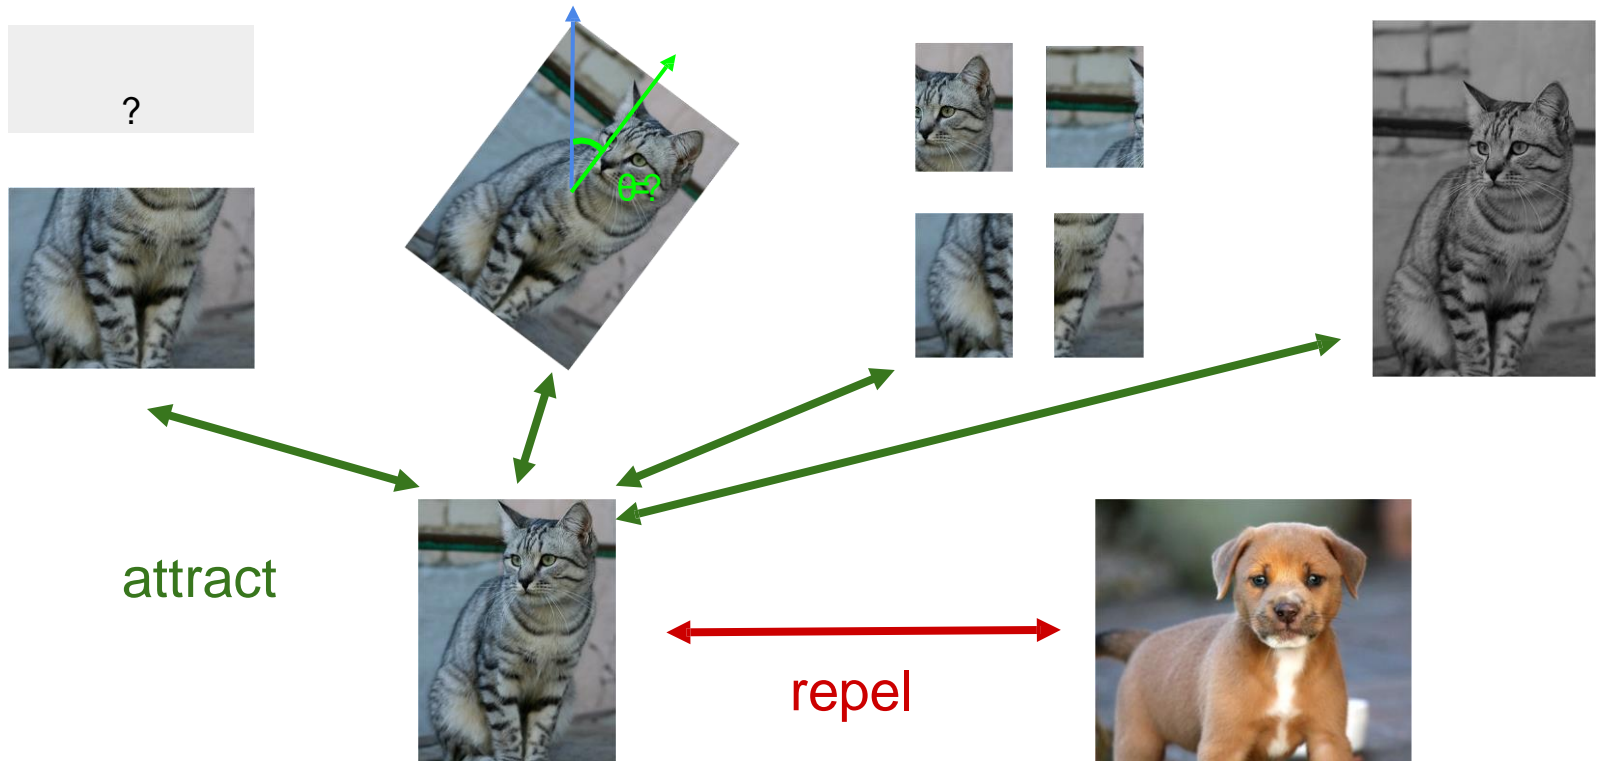 ?
θ=?
attract
repel